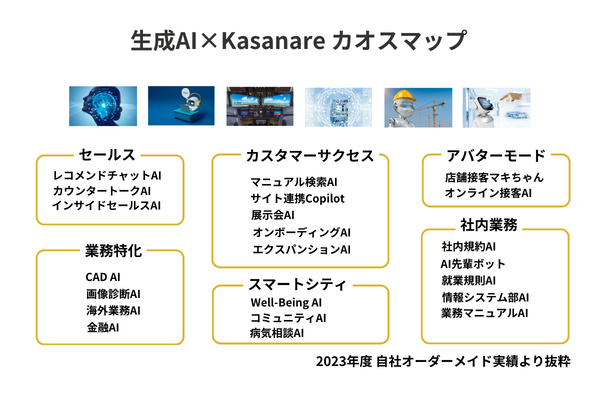 生成AI×Kasanare カオスマップ
セールス
レコメンドチャットAI
カウンタートークAI
インサイドセールスAI
カスタマーサクセス
マニュアル検索AI
サイト連携Copilot
展示会AI
オンボーディングAI
エクスパンションAI
アバターモード
店舗接客マキちゃん
オンライン接客AI
業務特化
CAD AI
画像診断AI
海外業務AI
金融AI
スマートシティ
Well-Being AI
コミュニティAI
病気相談AI
社内業務
社内規約AI
AI先輩ボット
就業規則AI
情報システム部AI
業務マニュアルAI
2023年度 自社オーダーメイド実績より抜粋